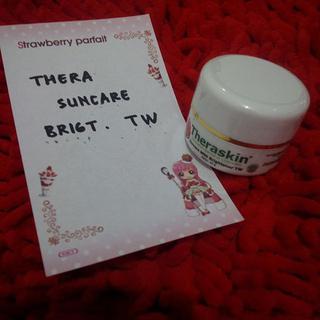 Strawberry parfait
THERA
SUNCARE
BRIGT. TW
Theraskin